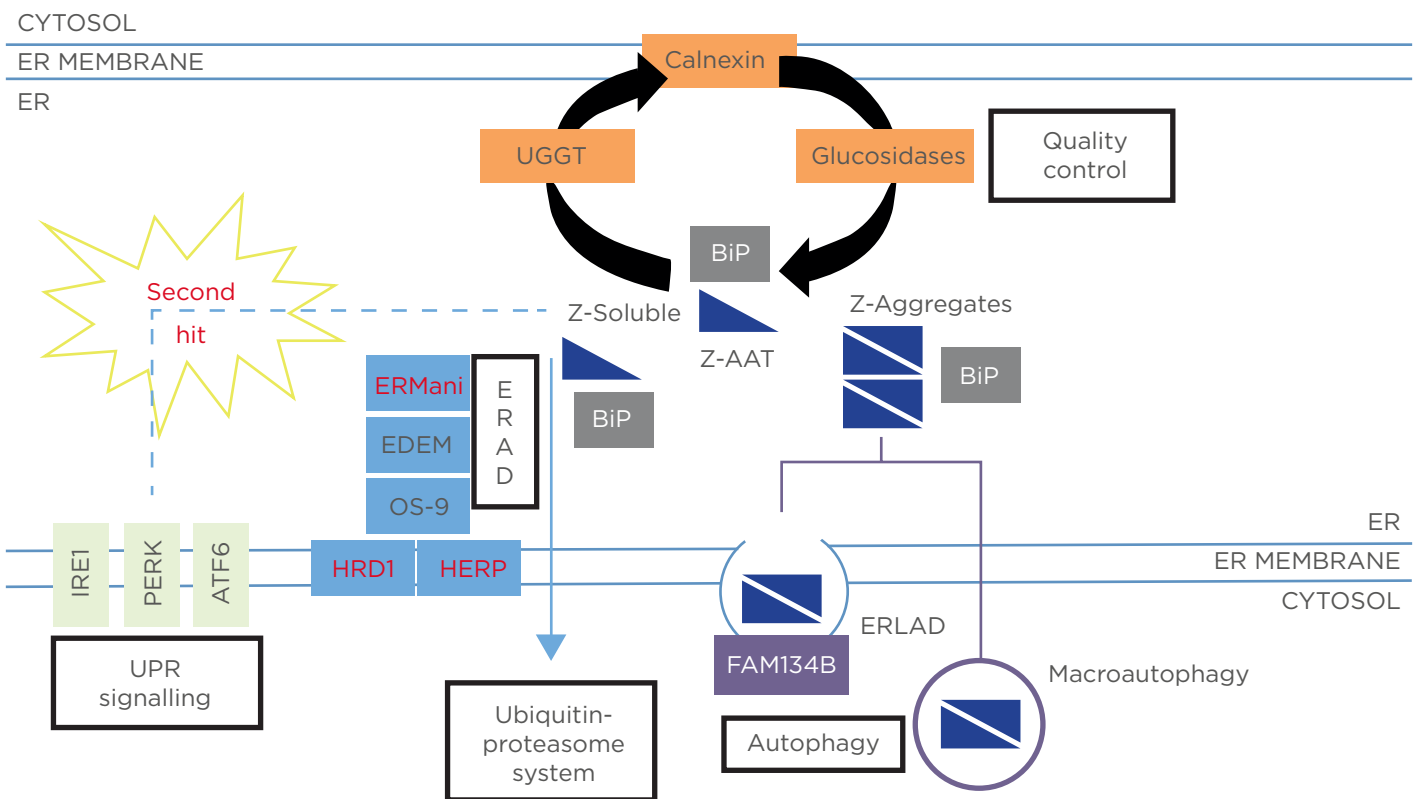 CYTOSOL
ER MEMBRANE
ER
Calnexin
UGGT
Glucosidases
Quality
control
BiP
Second
hit
Z-Soluble
Z-AAT
Z-Aggregates
BiP
BiP
ERMani
EDEM
OS-9
E
R
A
D
IRE1
PERK
ATF6
HRD1
HERP
ER
ER MEMBRANE
CYTOSOL
ERLAD
FAM134B
Macroautophagy
UPR
signalling
Ubiquitin-
proteasome
system
Autophagy